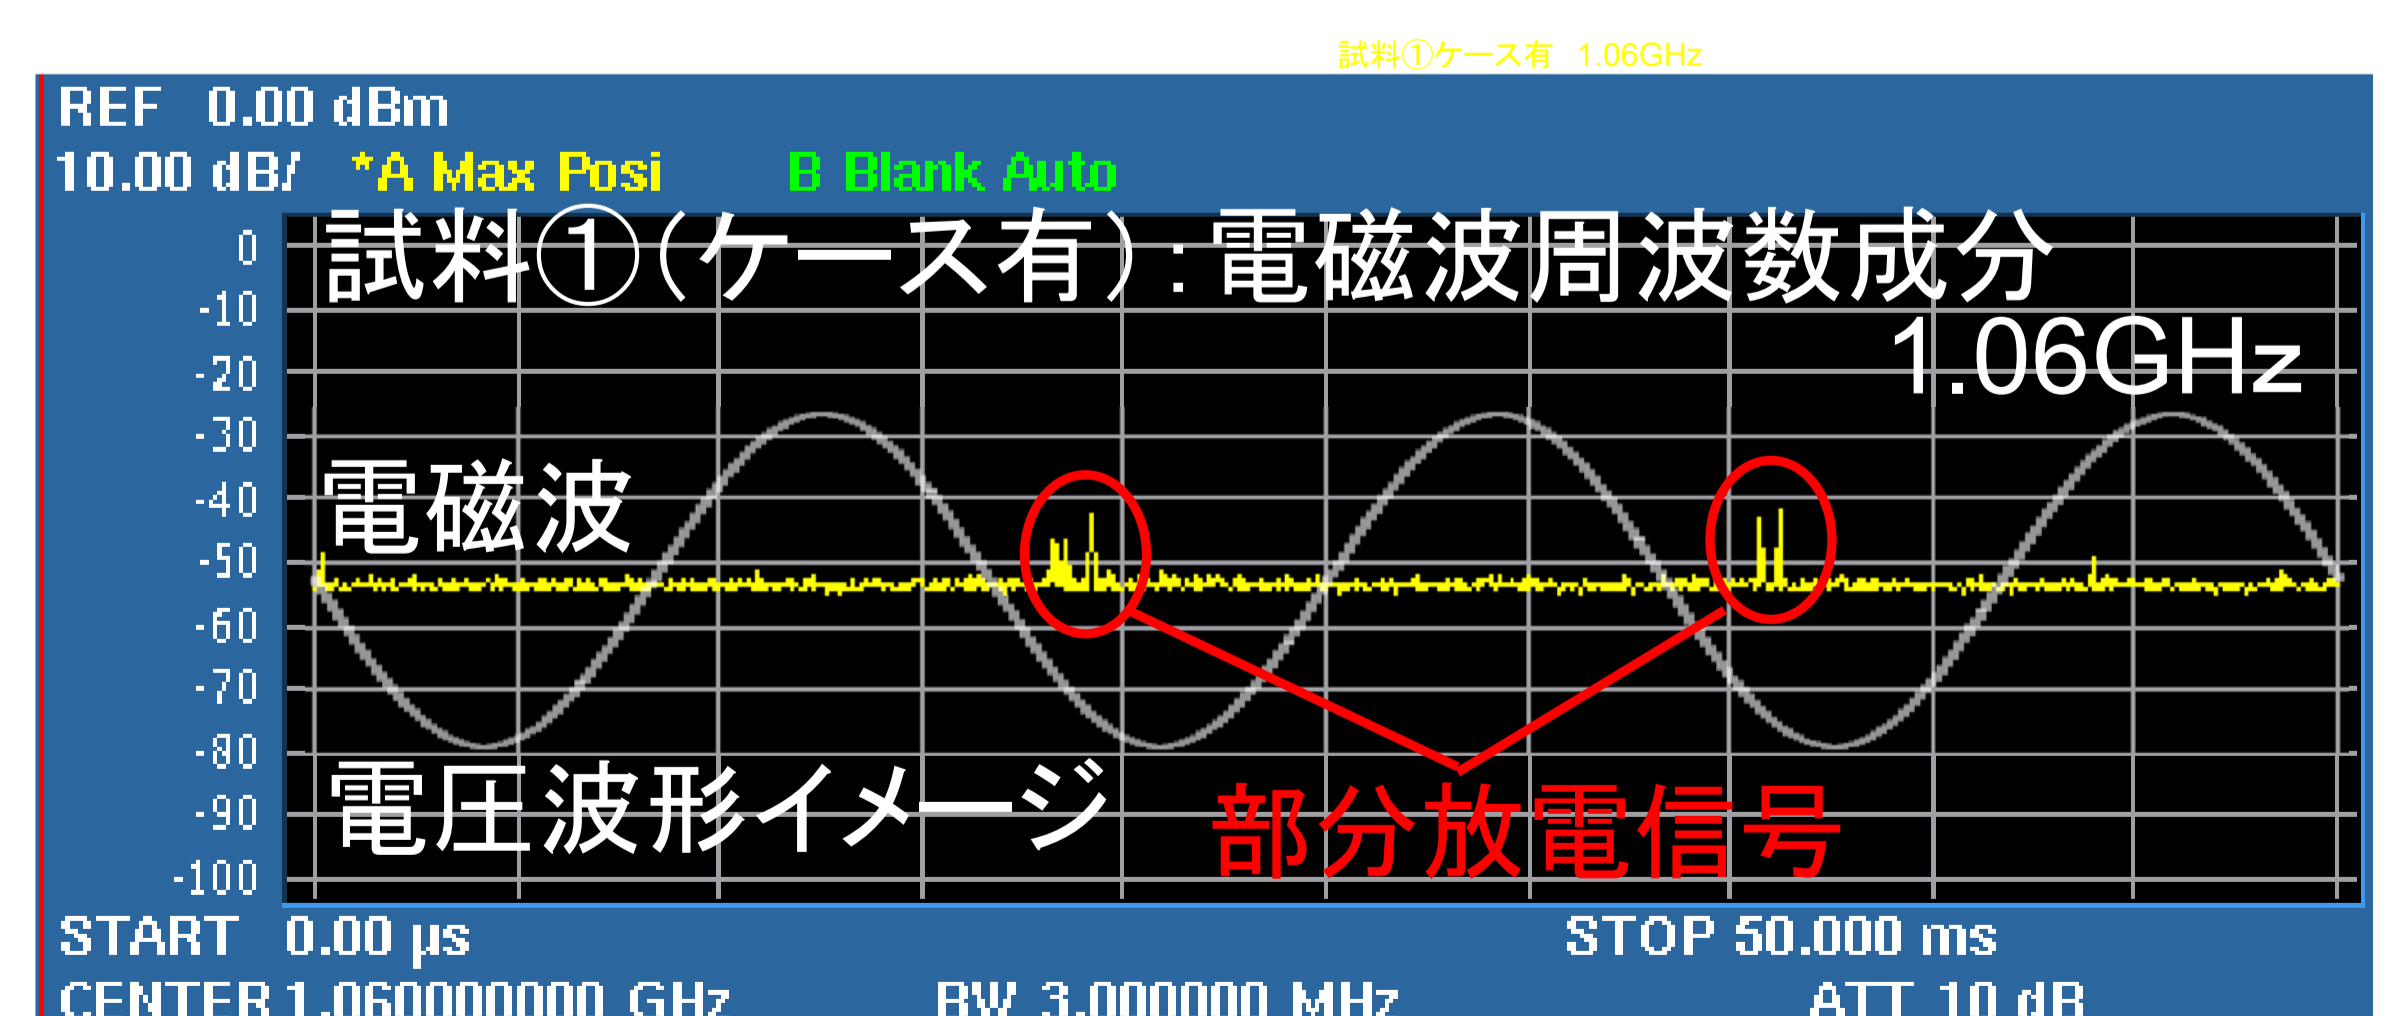 試料①ケース有 1.06GHz
REF 0.00 dBm
10.00 dB/ *A Max Posi B Blank Auto
試料①(ケース有):電磁波周波数成分
1.06GHz
0
-10
-20
-30
-40
-50
-60
-70
-80
-90
-100
電磁波
電圧波形イメージ
部分放電信号
START 0.00 µs STOP 50.000 ms
CENTER 1.060000000 GHz BW 3.000000 MHz ATT 10 dB